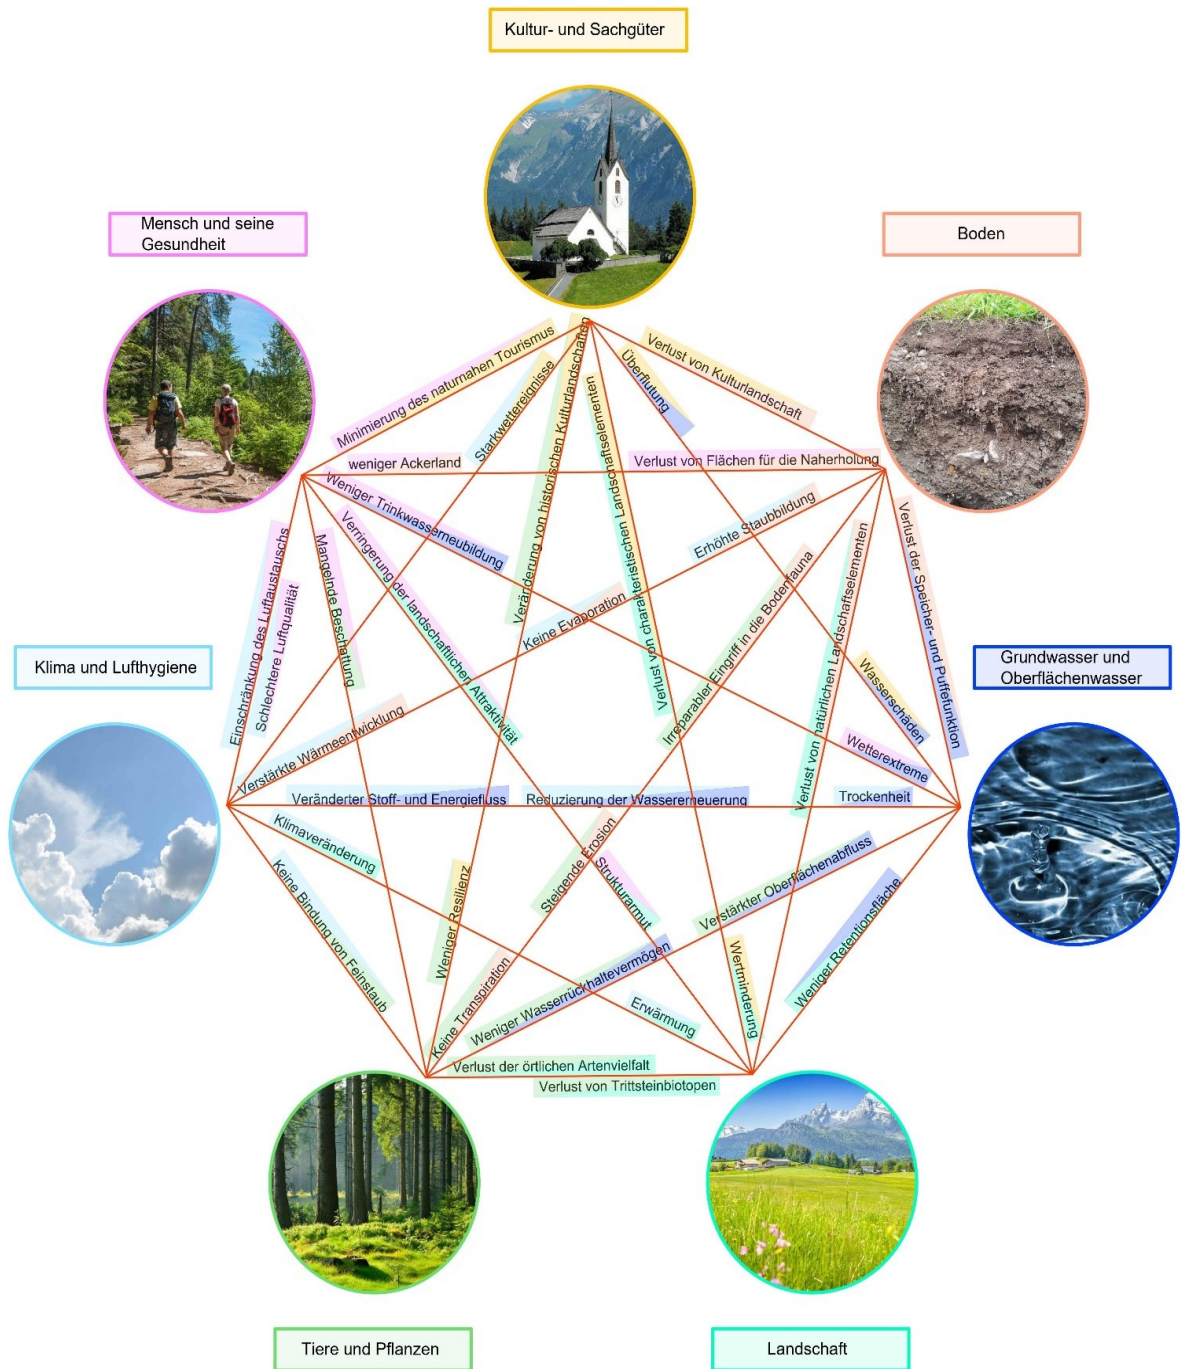 Kultur- und Sachgüter
Mensch und seine
Gesundheit
Boden
Minimierung des naturnahen Tourismus
Starkwettereignisse
Veränderung von historischen Kulturlandschaften
Verlust von charakteristischen Landschaftselementen
Überflutung
Verlust von Kulturlandschaft
weniger Ackerland
Verlust von Flächen für die Naherholung
Weniger Trinkwasserneubildung
Verringerung der landschaftlichen Attraktivität
Mangelnde Beschattung
Einschränkung des Luftaustauschs
Schlechtere Luftqualität
Erhöhte Staubbildung
Keine Evaporation
Irreparabler Eingriff in die Bodenfauna
Verlust von natürlichen Landschaftselementen
Verlust der Speicher- und Puffefunktion
Klima und Lufthygiene
Grundwasser und
Oberflächenwasser
Wasserschäden
Wetterextreme
Verstärkte Wärmeentwicklung
Veränderter Stoff- und Energiefluss
Reduzierung der Wassererneuerung
Trockenheit
Klimaveränderung
Keine Bindung von Feinstaub
Weniger Resilienz
Steigende Erosion
Strukturarmut
Verstärkter Oberflächenabfluss
Weniger Retentionsfläche
Keine Transpiration
Weniger Wasserrückhaltevermögen
Erwärmung
Wertminderung
Verlust der örtlichen Artenvielfalt
Verlust von Trittsteinbiotopen
Tiere und Pflanzen
Landschaft